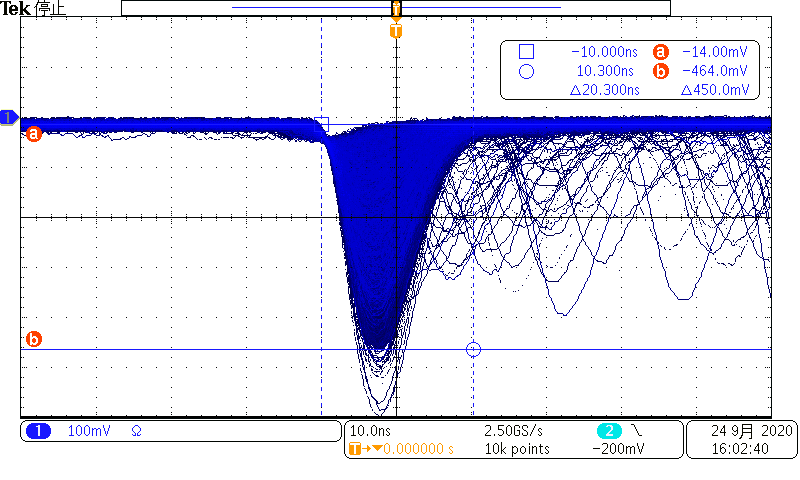 Tek 停止
T
T
−10.000ns a −14.00mV
10.300ns b −464.0mV
Δ20.300ns Δ450.0mV
1
a
b
1 100mV Ω
10.0ns 2.50GS/s 2
T→▼0.000000 s 10k points −200mV
24 9月 2020
16:02:40